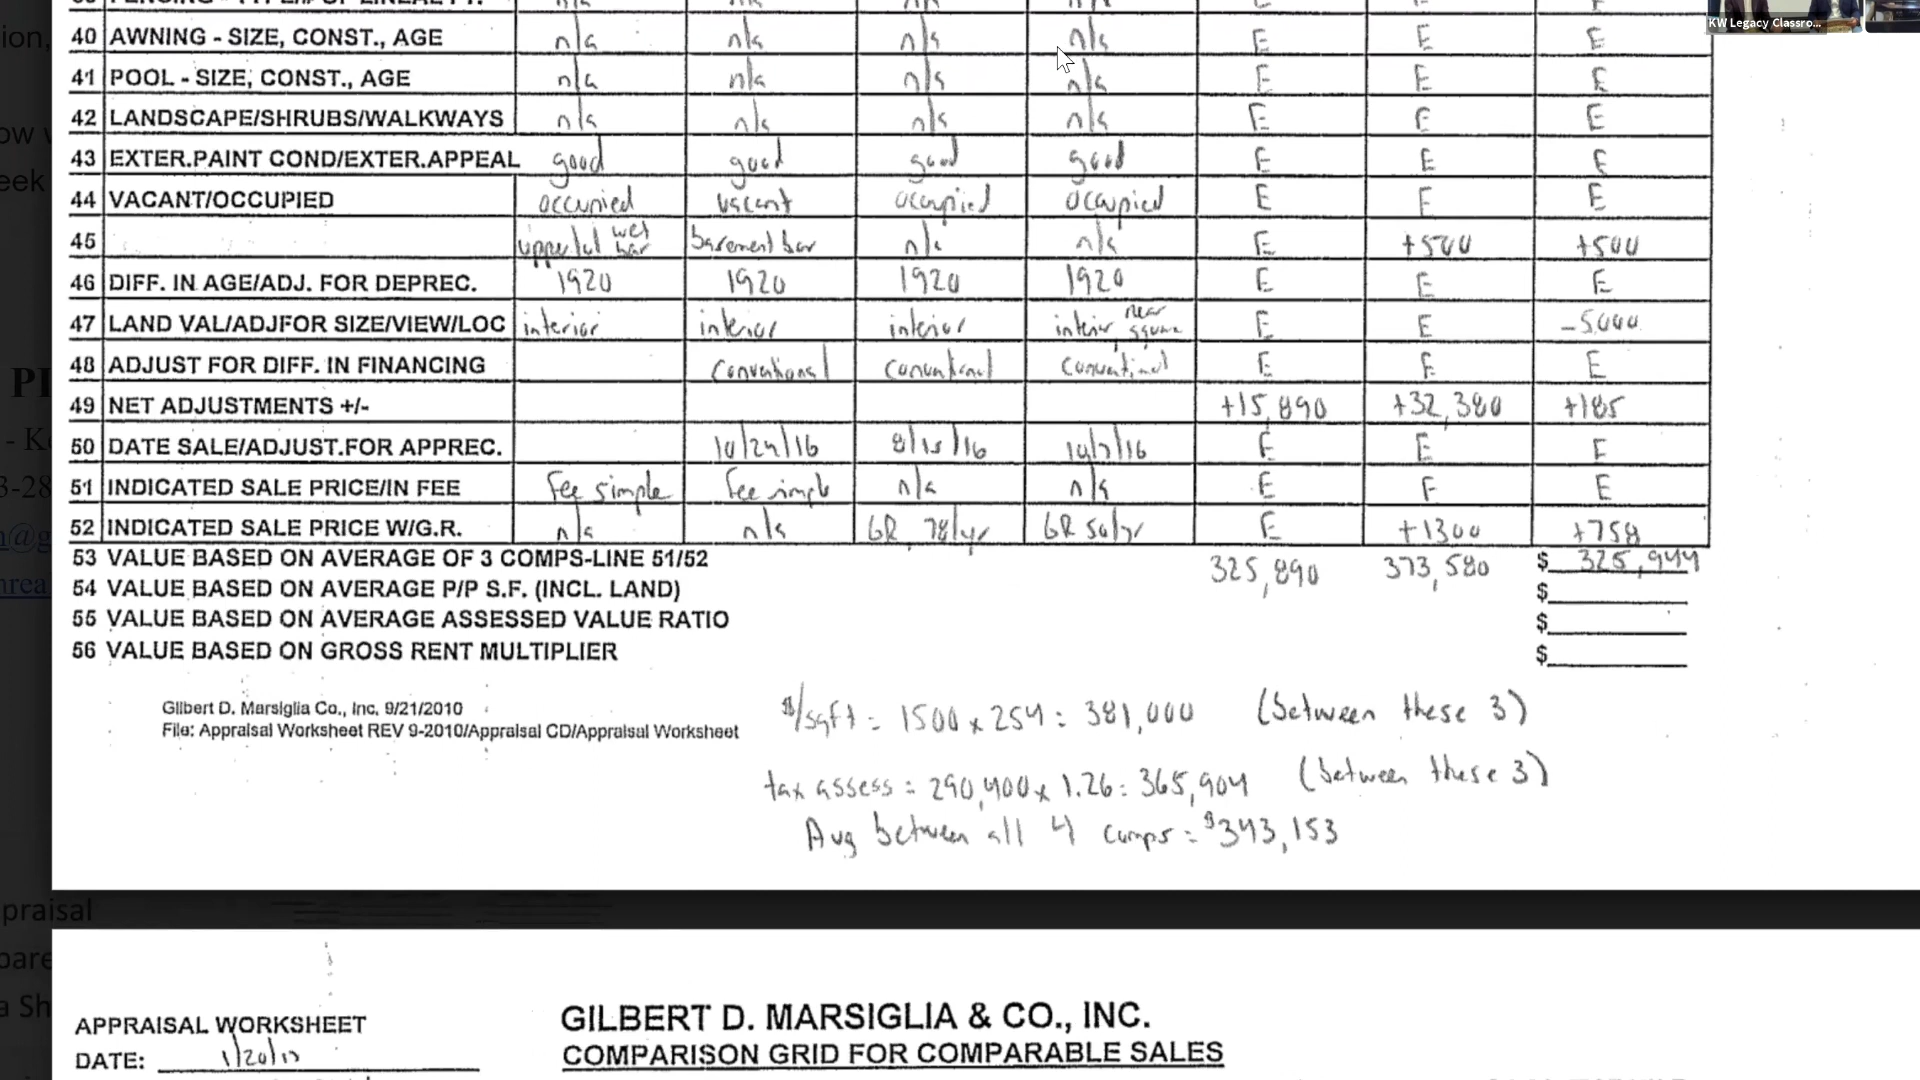 KW Legacy Classro...
40 AWNING - SIZE, CONST., AGE n/a n/a n/a n/a E E E
41 POOL - SIZE, CONST., AGE n/a n/a n/a n/a E E E
42 LANDSCAPE/SHRUBS/WALKWAYS n/a n/a n/a n/a E E E
43 EXTER.PAINT COND/EXTER.APPEAL good good good good E E E
44 VACANT/OCCUPIED occupied vacant occupied occupied E E E
45 upper lvl wet bar basement bar n/a n/a E +500 +500
46 DIFF. IN AGE/ADJ. FOR DEPREC. 1920 1920 1920 1920 E E E
47 LAND VAL/ADJFOR SIZE/VIEW/LOC interior interior interior interior, near square E E -5,000
48 ADJUST FOR DIFF. IN FINANCING Conventional Conventional Conventional E E E
49 NET ADJUSTMENTS +/- +15,890 +32,380 +185
50 DATE SALE/ADJUST.FOR APPREC. 10/24/16 8/15/16 10/7/16 E E E
51 INDICATED SALE PRICE/IN FEE Fee simple Fee simple n/a n/a E E E
52 INDICATED SALE PRICE W/G.R. n/a n/a GR 78/yr GR 50/yr E +1300 +759
53 VALUE BASED ON AVERAGE OF 3 COMPS-LINE 51/52 325,890 373,580 $ 325,944
54 VALUE BASED ON AVERAGE P/P S.F. (INCL. LAND) $
55 VALUE BASED ON AVERAGE ASSESSED VALUE RATIO $
56 VALUE BASED ON GROSS RENT MULTIPLIER $
Gilbert D. Marsiglia Co., Inc. 9/21/2010
File: Appraisal Worksheet REV 9-2010/Appraisal CD/Appraisal Worksheet
$/sqft = 1500 x 254 = 381,000 (between these 3)
tax assess = 290,400 x 1.26 = 365,904 (between these 3)
Avg between all 4 comps = $343,153
APPRAISAL WORKSHEET
DATE: 1/20/17
GILBERT D. MARSIGLIA & CO., INC.
COMPARISON GRID FOR COMPARABLE SALES